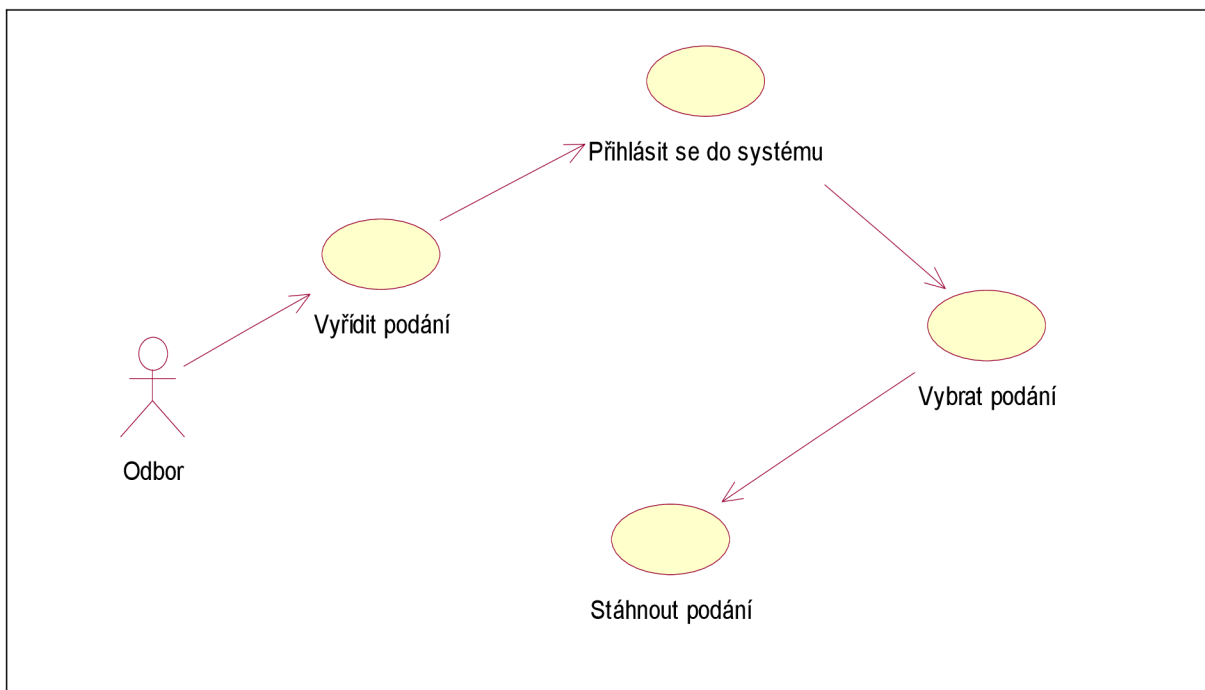 Přihlásit se do systému
Vyřídit podání
Vybrat podání
Odbor
Stáhnout podání